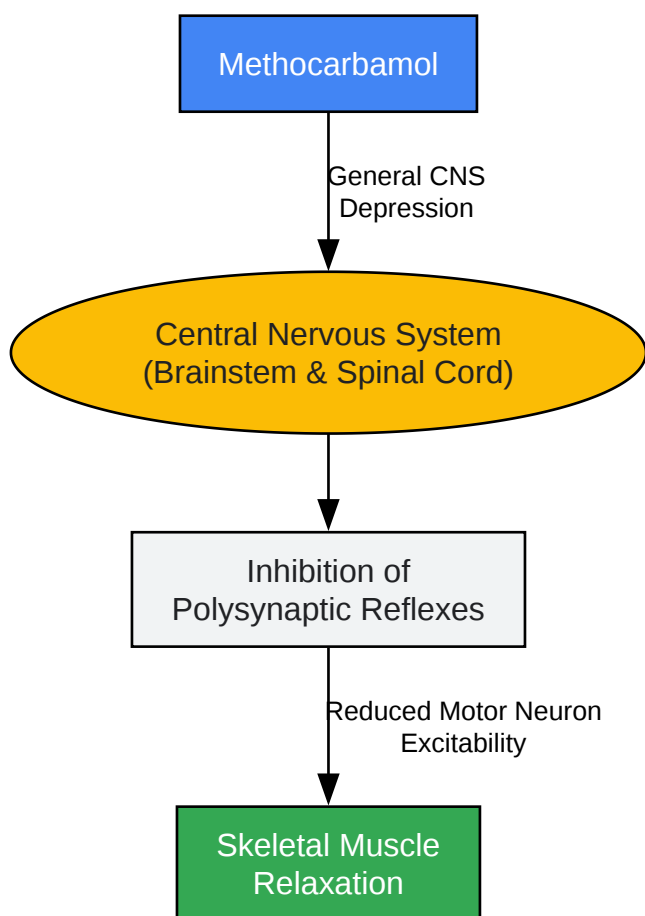 Methocarbamol
General CNS
Depression
Central Nervous System
(Brainstem & Spinal Cord)
Inhibition of
Polysynaptic Reflexes
Reduced Motor Neuron
Excitability
Skeletal Muscle
Relaxation